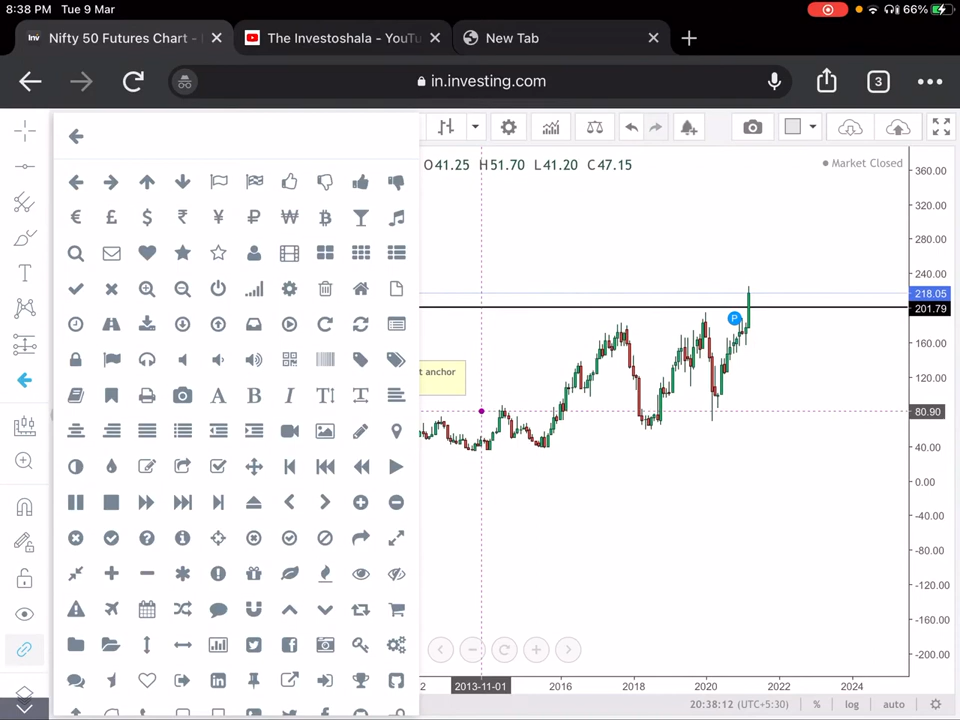 8:38 PM Tue 9 Mar
66%
Nifty 50 Futures Chart -
The Investoshala - YouTu
New Tab
in.investing.com
3
O41.25 H51.70 L41.20 C47.15
Market Closed
360.00
320.00
280.00
240.00
218.05
201.79
P
160.00
t anchor
120.00
80.90
40.00
0.00
-40.00
-80.00
-120.00
-160.00
-200.00
2
2013-11-01
2016
2018
2020
2022
2024
20:38:12 (UTC+5:30)
%
log
auto